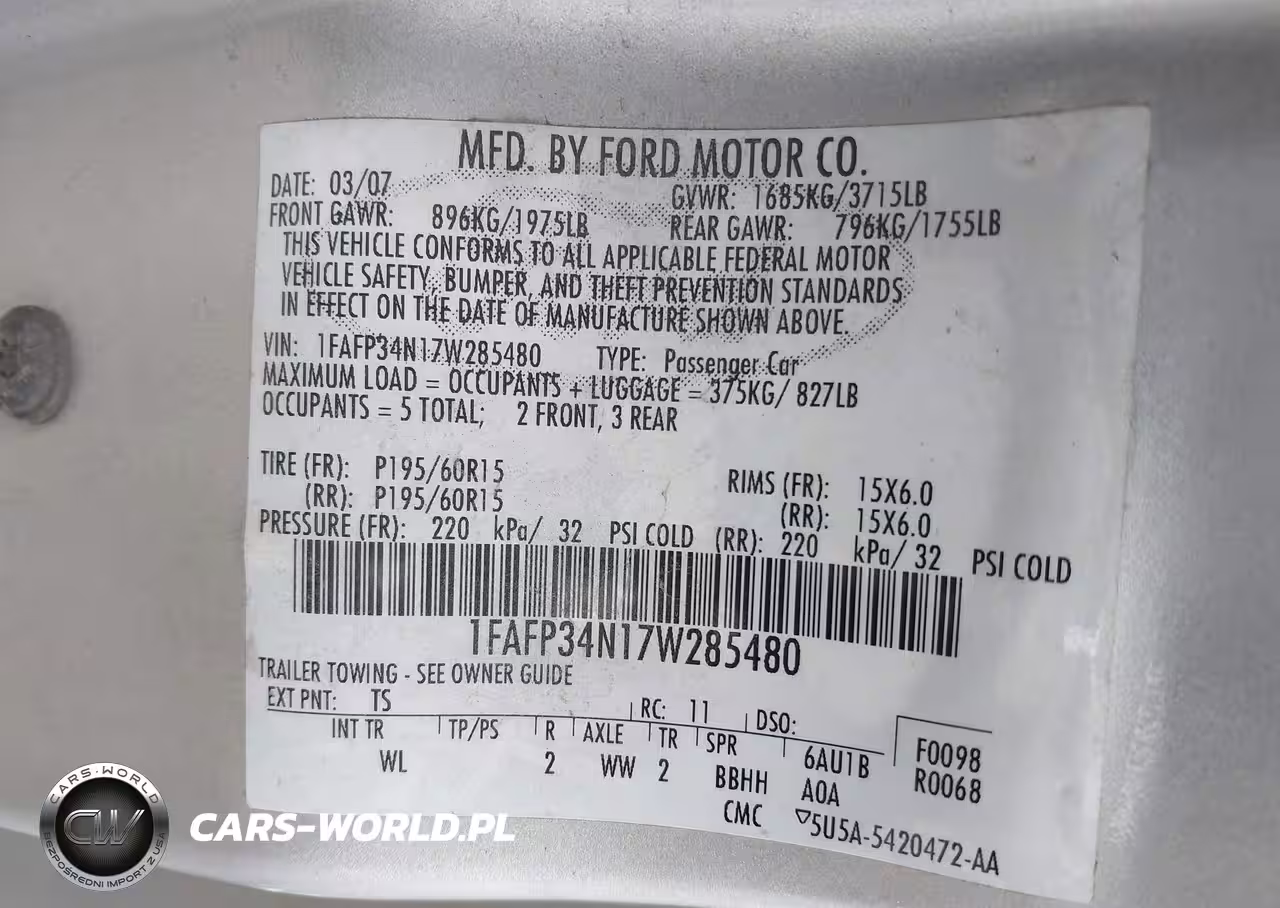 MFD. BY FORD MOTOR CO.
DATE: 03/07 GVWR: 1685KG/3715LB
FRONT GAWR: 896KG/1975LB REAR GAWR: 796KG/1755LB
THIS VEHICLE CONFORMS TO ALL APPLICABLE FEDERAL MOTOR
VEHICLE SAFETY, BUMPER, AND THEFT PREVENTION STANDARDS
IN EFFECT ON THE DATE OF MANUFACTURE SHOWN ABOVE.
VIN: 1FAFP34N17W285480 TYPE: Passenger Car
MAXIMUM LOAD = OCCUPANTS + LUGGAGE = 375KG/ 827LB
OCCUPANTS = 5 TOTAL; 2 FRONT, 3 REAR
TIRE (FR): P195/60R15 RIMS (FR): 15X6.0
(RR): P195/60R15 (RR): 15X6.0
PRESSURE (FR): 220 kPa/ 32 PSI COLD (RR): 220 kPa/ 32 PSI COLD
1FAFP34N17W285480
TRAILER TOWING - SEE OWNER GUIDE
EXT PNT: TS RC: 11 DSO:
INT TR TP/PS R AXLE TR SPR 6AU1B F0098
WL 2 WW 2 BBHH A0A R0068
CMC ▽5U5A-5420472-AA
CARS-WORLD
CW
BEZPOŚREDNI IMPORT Z USA
CARS-WORLD.PL